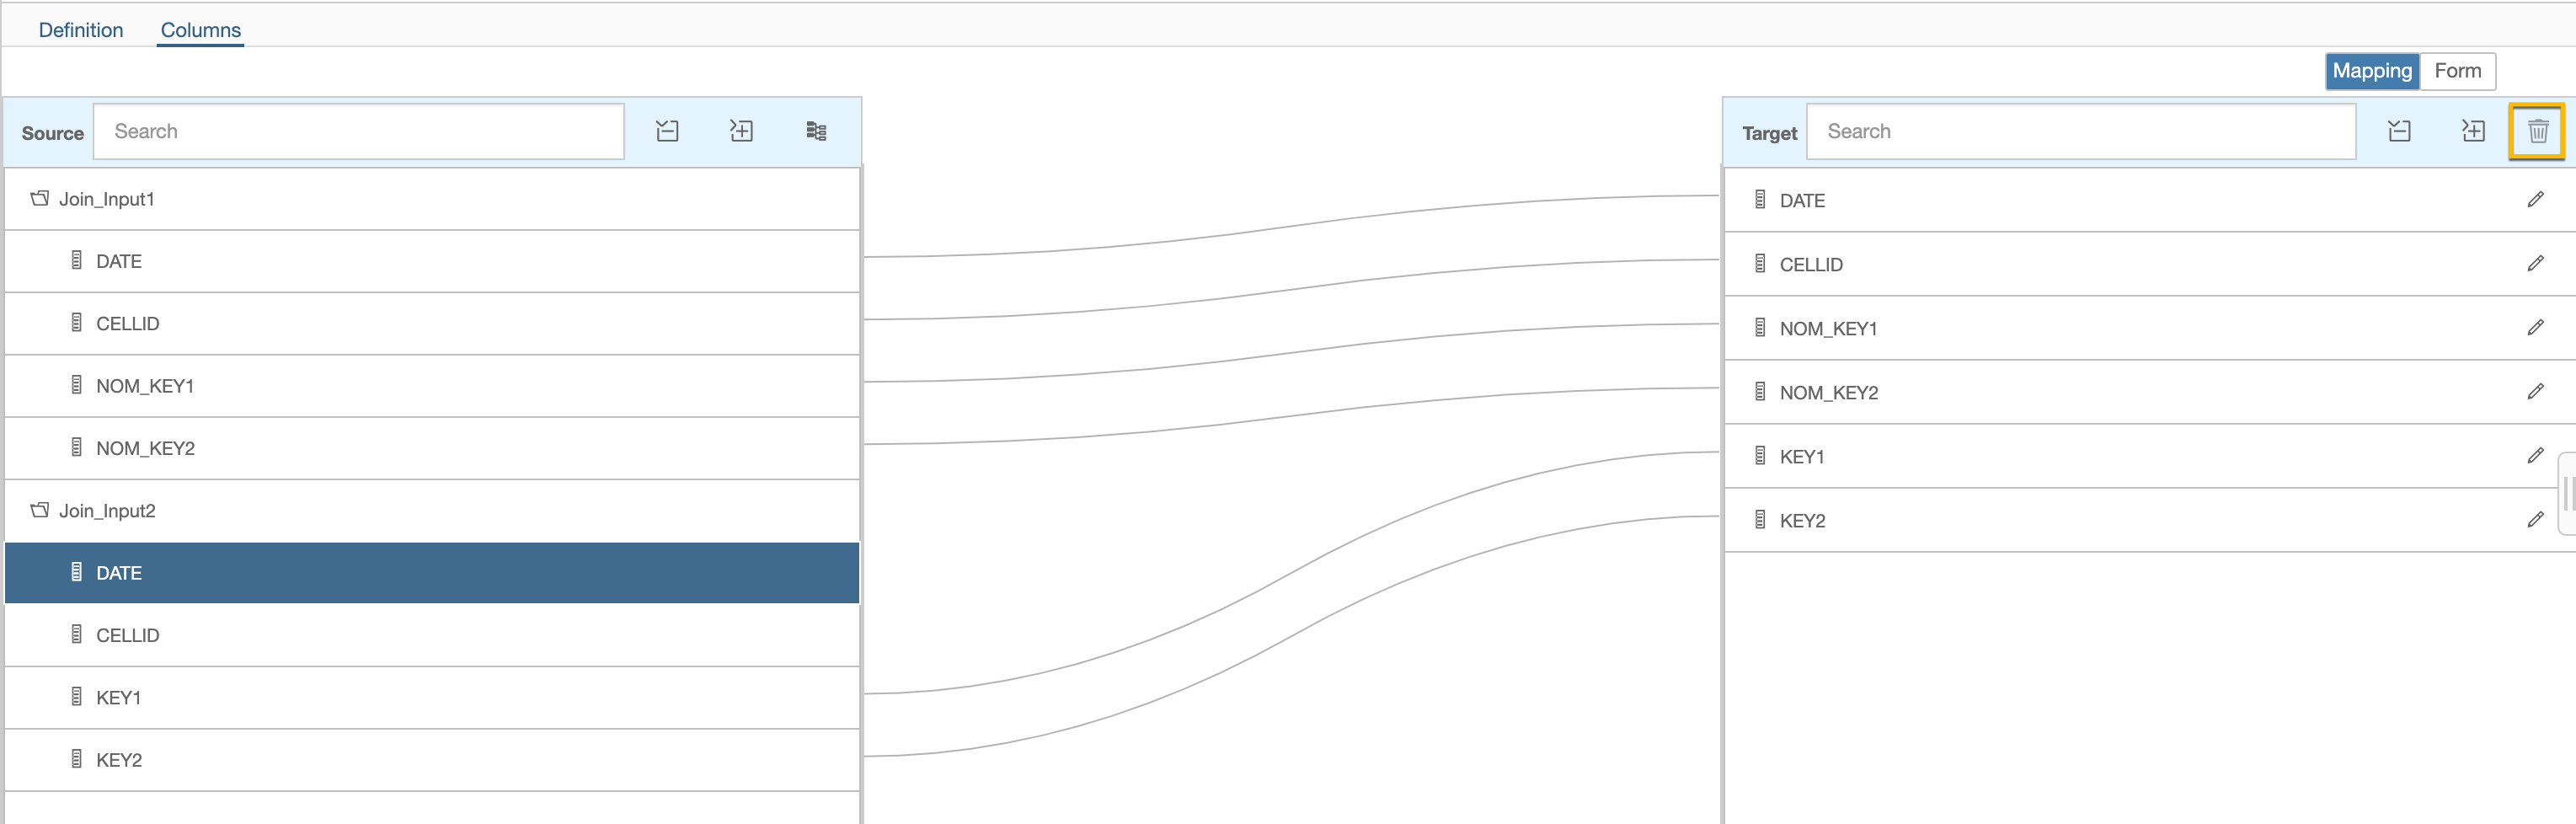 Definition Columns
Mapping Form
Source Search
Target Search
Join_Input1
DATE
CELLID
NOM_KEY1
NOM_KEY2
Join_Input2
DATE
CELLID
KEY1
KEY2
DATE
CELLID
NOM_KEY1
NOM_KEY2
KEY1
KEY2